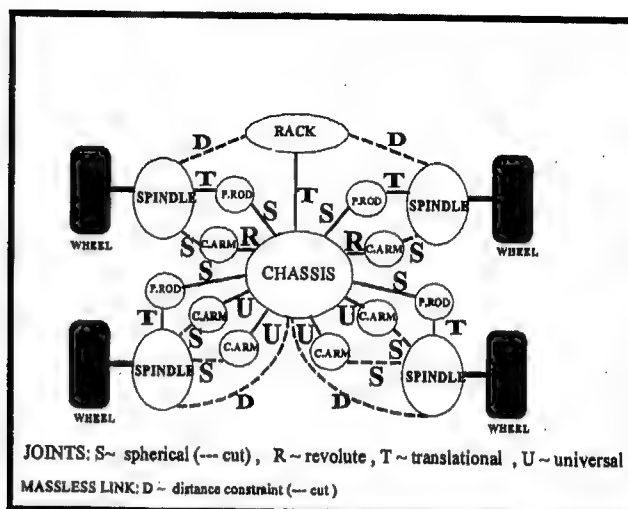 D RACK D
T P.ROD T P.ROD T
SPINDLE SPINDLE
S S
WHEEL S C.ARM R R C.ARM S WHEEL
CHASSIS
S S
P.ROD P.ROD
T S C.ARM U U C.ARM S T
SPINDLE S C.ARM U U C.ARM S SPINDLE
D D
WHEEL WHEEL
JOINTS: S~ spherical (--- cut) , R ~ revolute , T ~ translational , U ~ universal
MASSLESS LINK: D ~ distance constraint (--- cut )